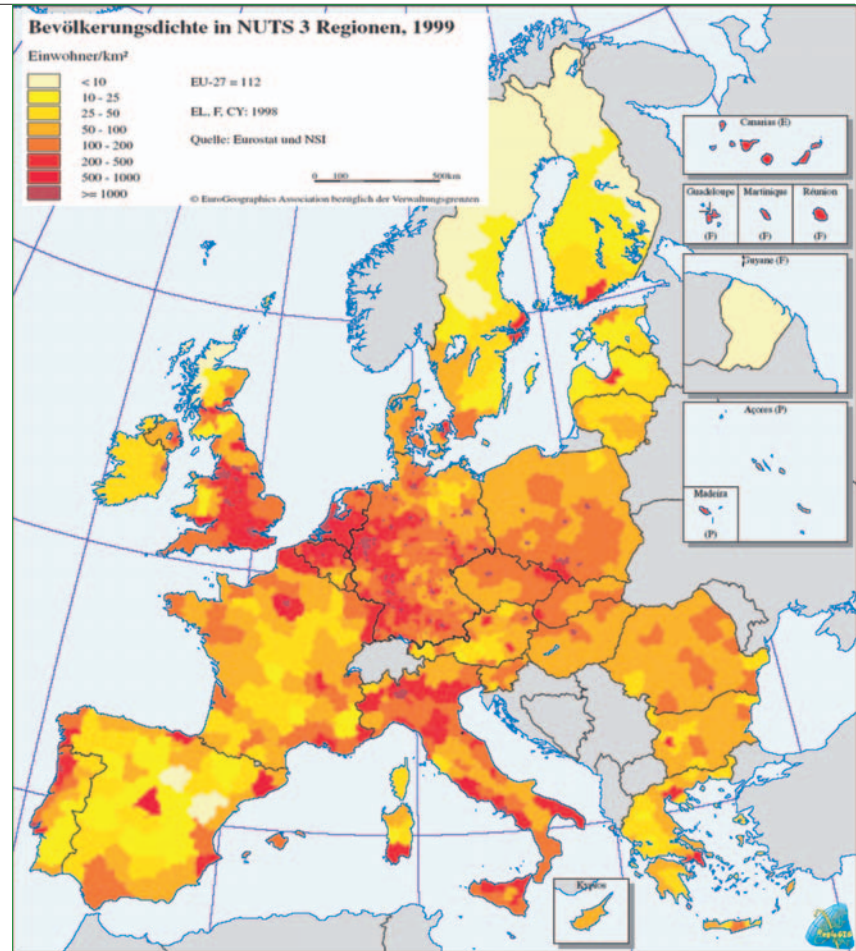 Bevölkerungsdichte in NUTS 3 Regionen, 1999
Einwohner/km²
< 10
10 - 25
25 - 50
50 - 100
100 - 200
200 - 500
500 - 1000
>= 1000
EU-27 = 112
EL, F, CY: 1998
Quelle: Eurostat und NSI
0 100 500km
© EuroGeographics Association bezüglich der Verwaltungsgrenzen
Canarias (E)
Guadeloupe Martinique Réunion
(F) (F) (F)
Guyane (F)
Açores (P)
Madeira
(P)
Kypros